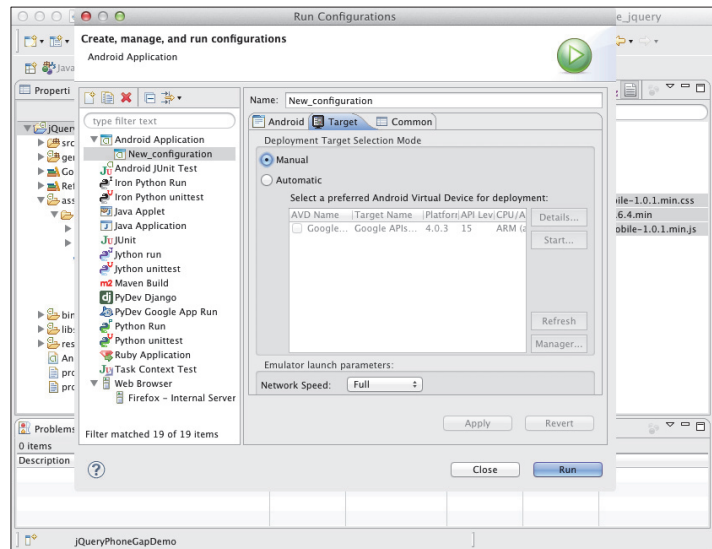 Run Configurations
e_jquery
Create, manage, and run configurations
Android Application
Java
Properti
type filter text
Android Application
New_configuration
Android JUnit Test
Iron Python Run
Iron Python unittest
Java Applet
Java Application
JUnit
Jython run
Jython unittest
Maven Build
PyDev Django
PyDev Google App Run
Python Run
Python unittest
Ruby Application
Task Context Test
Web Browser
Firefox – Internal Server
Filter matched 19 of 19 items
Name: New_configuration
Android Target Common
Deployment Target Selection Mode
Manual
Automatic
Select a preferred Android Virtual Device for deployment:
AVD Name Target Name Platforr API Lev CPU/A
Google... Google APIs... 4.0.3 15 ARM (a
Details...
Start...
Refresh
Manager...
Emulator launch parameters:
Network Speed: Full
Apply Revert
Close Run
jQuer
src
ger
Go
Ref
ass
bin
lib:
res
An
pro
pro
ile-1.0.1.min.css
.6.4.min
obile-1.0.1.min.js
Problems
0 items
Description
jQueryPhoneGapDemo